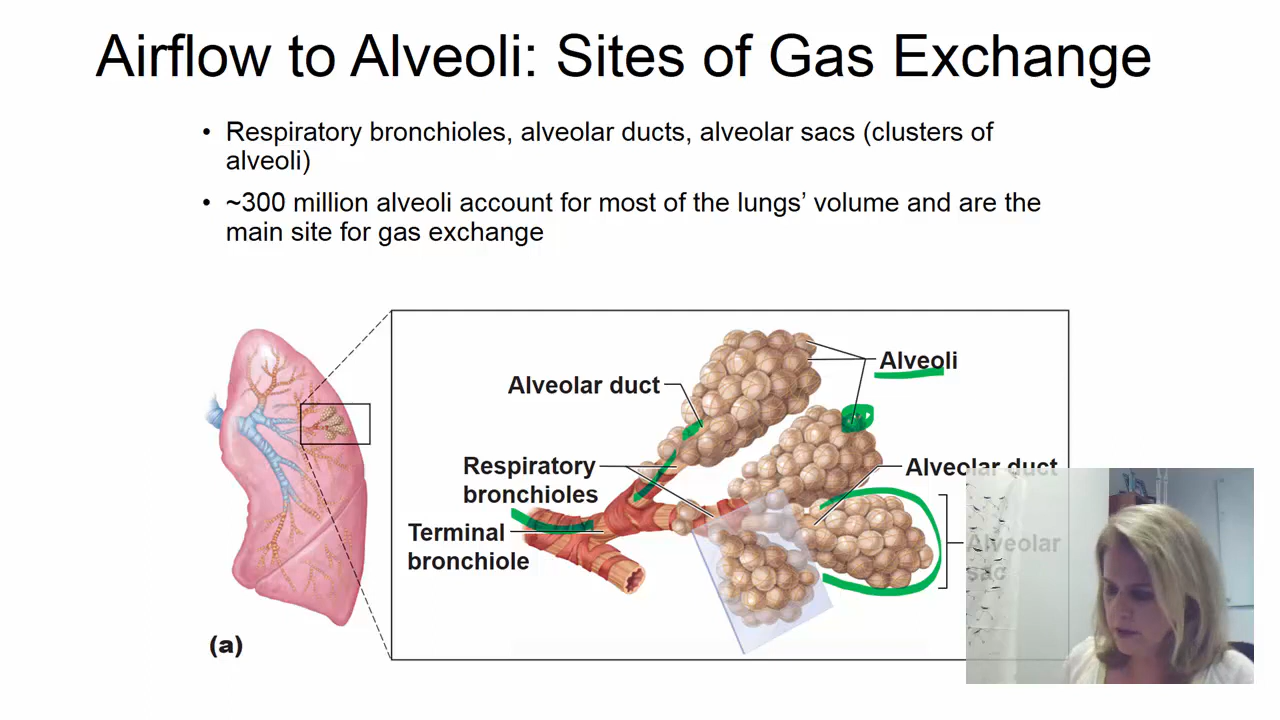 Airflow to Alveoli: Sites of Gas Exchange
• Respiratory bronchioles, alveolar ducts, alveolar sacs (clusters of
alveoli)
• ~300 million alveoli account for most of the lungs’ volume and are the
main site for gas exchange
Alveoli
Alveolar duct
Respiratory
bronchioles
Alveolar duct
Terminal
bronchiole
Alveolar
sac
(a)